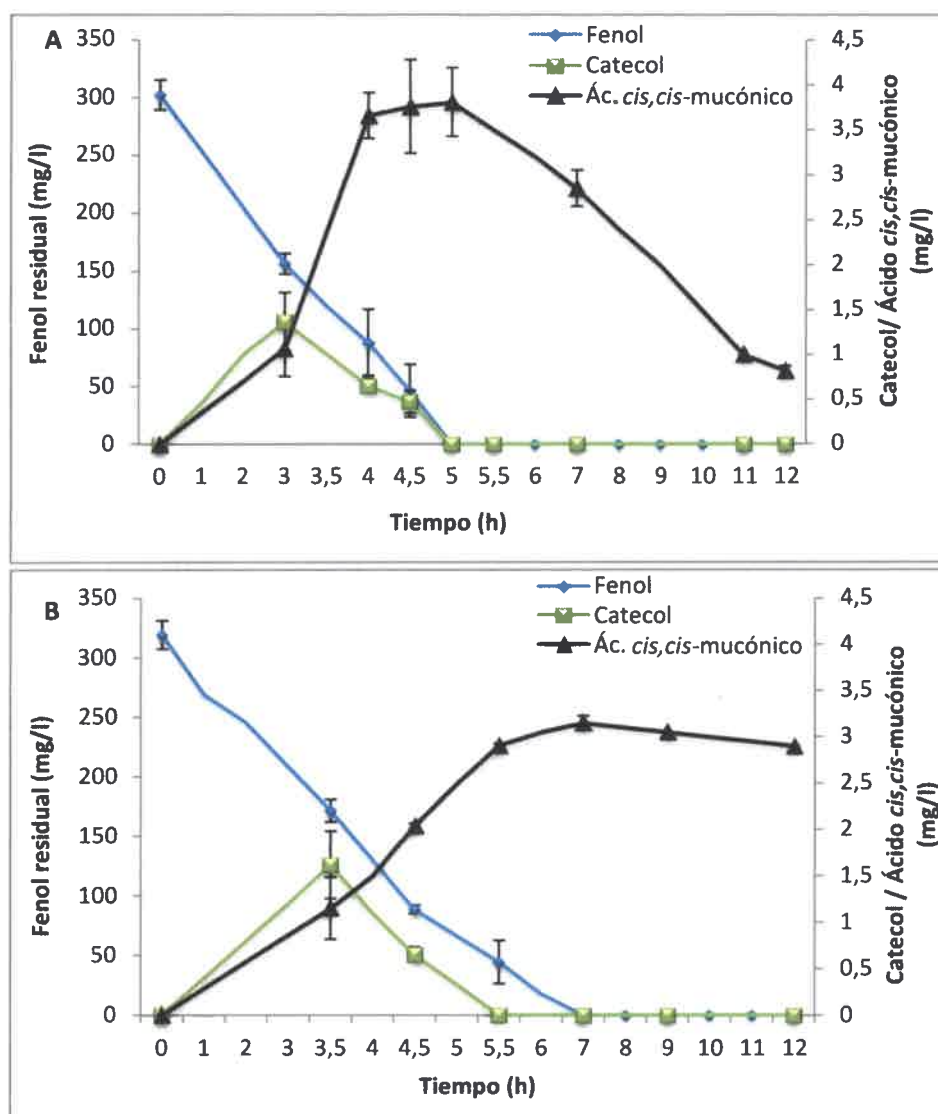 A
350
300
250
200
150
100
50
0
Fenol residual (mg/l)
Fenol
Catecol
Ác. cis,cis-mucónico
4,5
4
3,5
3
2,5
2
1,5
1
0,5
0
Catecol/ Ácido cis,cis-mucónico
(mg/l)
0 1 2 3 3,5 4 4,5 5 5,5 6 7 8 9 10 11 12
Tiempo (h)
B
350
300
250
200
150
100
50
0
Fenol residual (mg/l)
Fenol
Catecol
Ác. cis,cis-mucónico
4,5
4
3,5
3
2,5
2
1,5
1
0,5
0
Catecol / Ácido cis,cis-mucónico
(mg/l)
0 1 2 3 3,5 4 4,5 5 5,5 6 7 8 9 10 11 12
Tiempo (h)